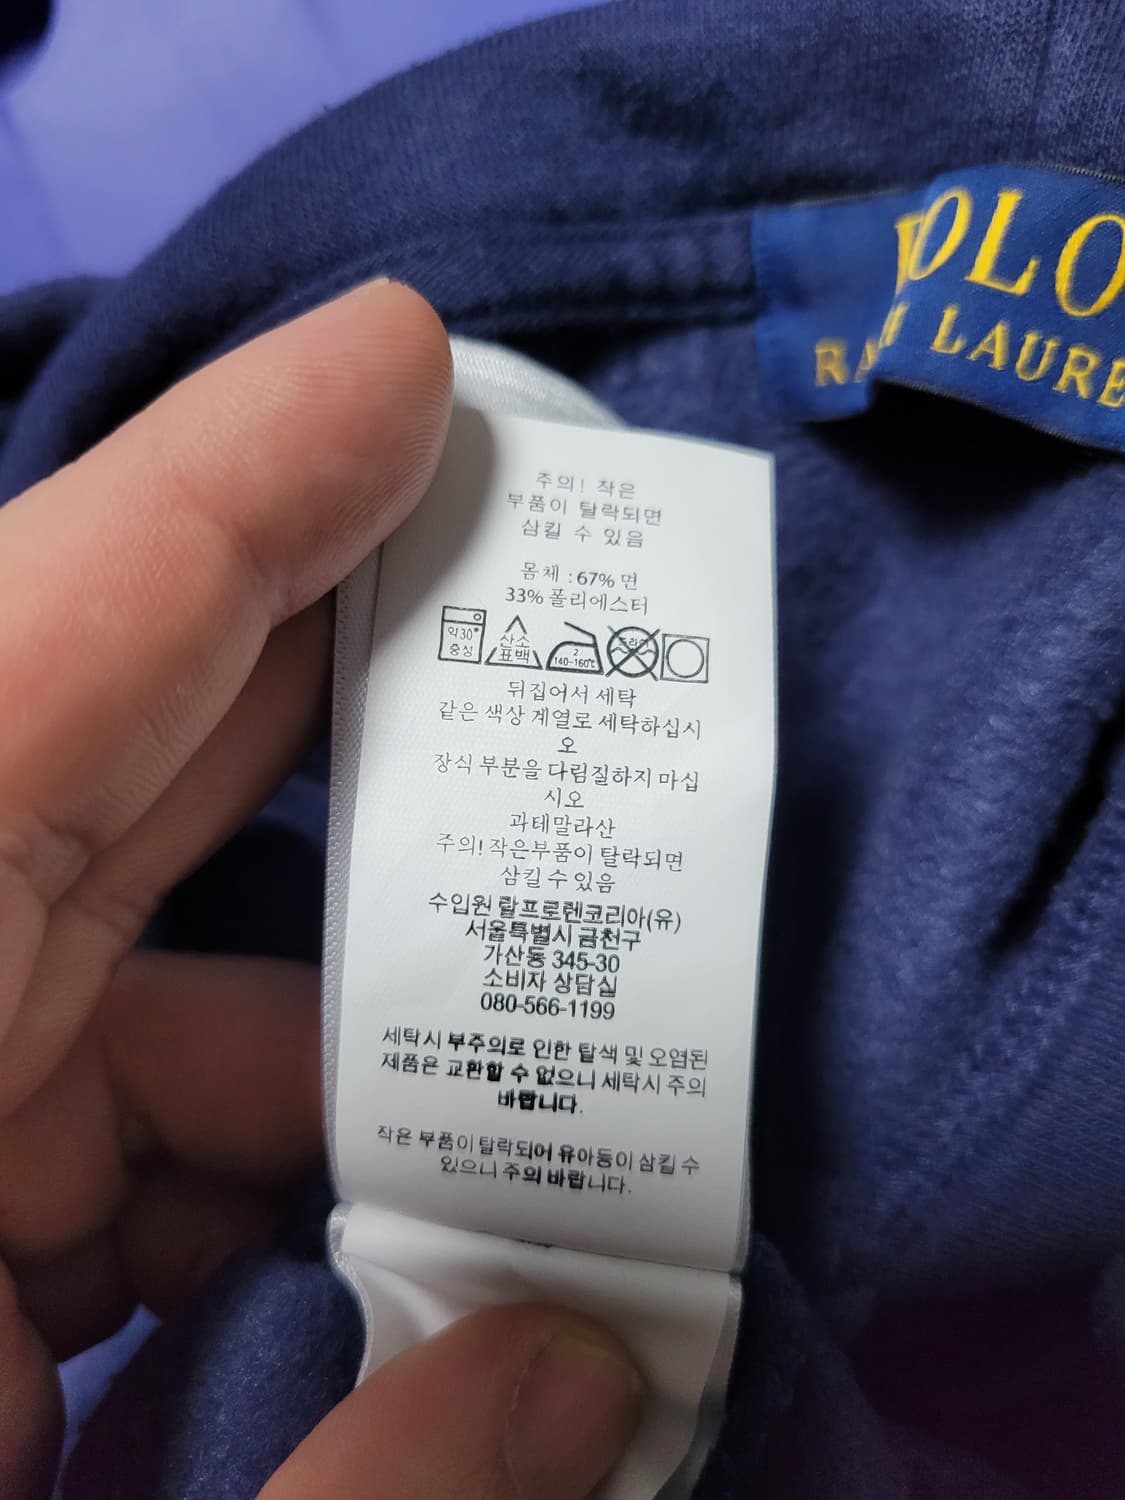 POLO
RALPH LAURE
주의! 작은
부품이 탈락되면
삼킬 수 있음
몸체 : 67% 면
33% 폴리에스터
약30°
중성
산소
표백
2
140~160℃
드라이
뒤집어서 세탁
같은 색상 계열로 세탁하십시
오
장식 부분을 다림질하지 마십
시오
과테말라산
주의! 작은부품이 탈락되면
삼킬 수 있음
수입원 랄프로렌코리아(유)
서울특별시 금천구
가산동 345-30
소비자 상담실
080-566-1199
세탁시 부주의로 인한 탈색 및 오염된
제품은 교환할 수 없으니 세탁시 주의
바랍니다.
작은 부품이 탈락되어 유아등이 삼킬 수
있으니 주의 바랍니다.